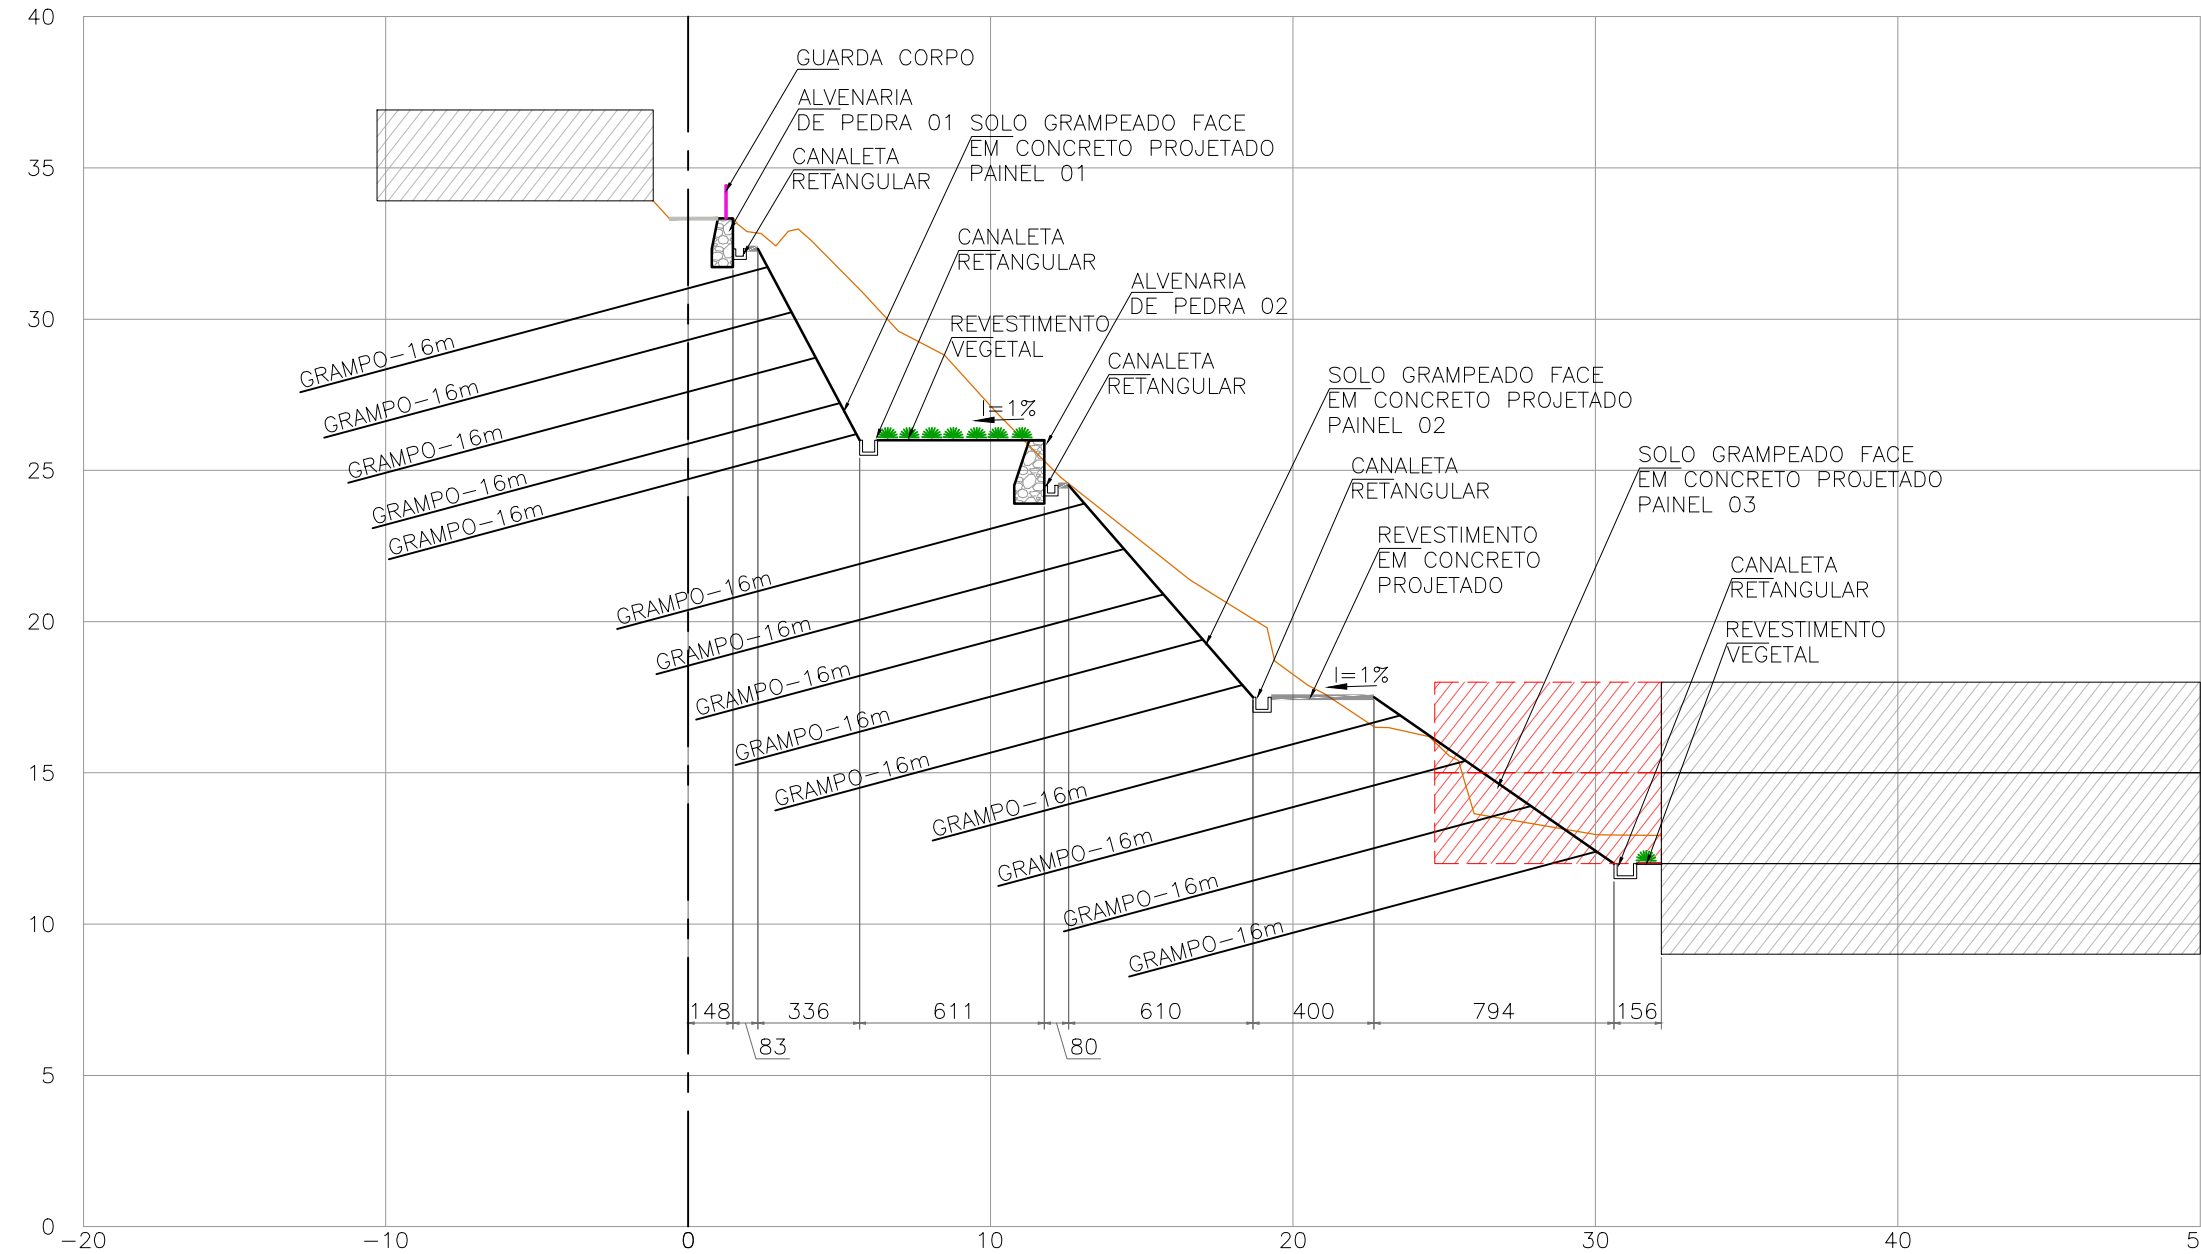 40
35
30
25
20
15
10
5
0
-20
-10
0
10
20
30
40
5
GUARDA CORPO
ALVENARIA
DE PEDRA 01
CANALETA
RETANGULAR
SOLO GRAMPEADO FACE
EM CONCRETO PROJETADO
PAINEL 01
CANALETA
RETANGULAR
REVESTIMENTO
VEGETAL
I=1%
ALVENARIA
DE PEDRA 02
CANALETA
RETANGULAR
SOLO GRAMPEADO FACE
EM CONCRETO PROJETADO
PAINEL 02
CANALETA
RETANGULAR
REVESTIMENTO
EM CONCRETO
PROJETADO
I=1%
SOLO GRAMPEADO FACE
EM CONCRETO PROJETADO
PAINEL 03
CANALETA
RETANGULAR
REVESTIMENTO
VEGETAL
GRAMPO-16m
GRAMPO-16m
GRAMPO-16m
GRAMPO-16m
GRAMPO-16m
GRAMPO-16m
GRAMPO-16m
GRAMPO-16m
GRAMPO-16m
GRAMPO-16m
GRAMPO-16m
GRAMPO-16m
GRAMPO-16m
GRAMPO-16m
148
83
336
611
80
610
400
794
156